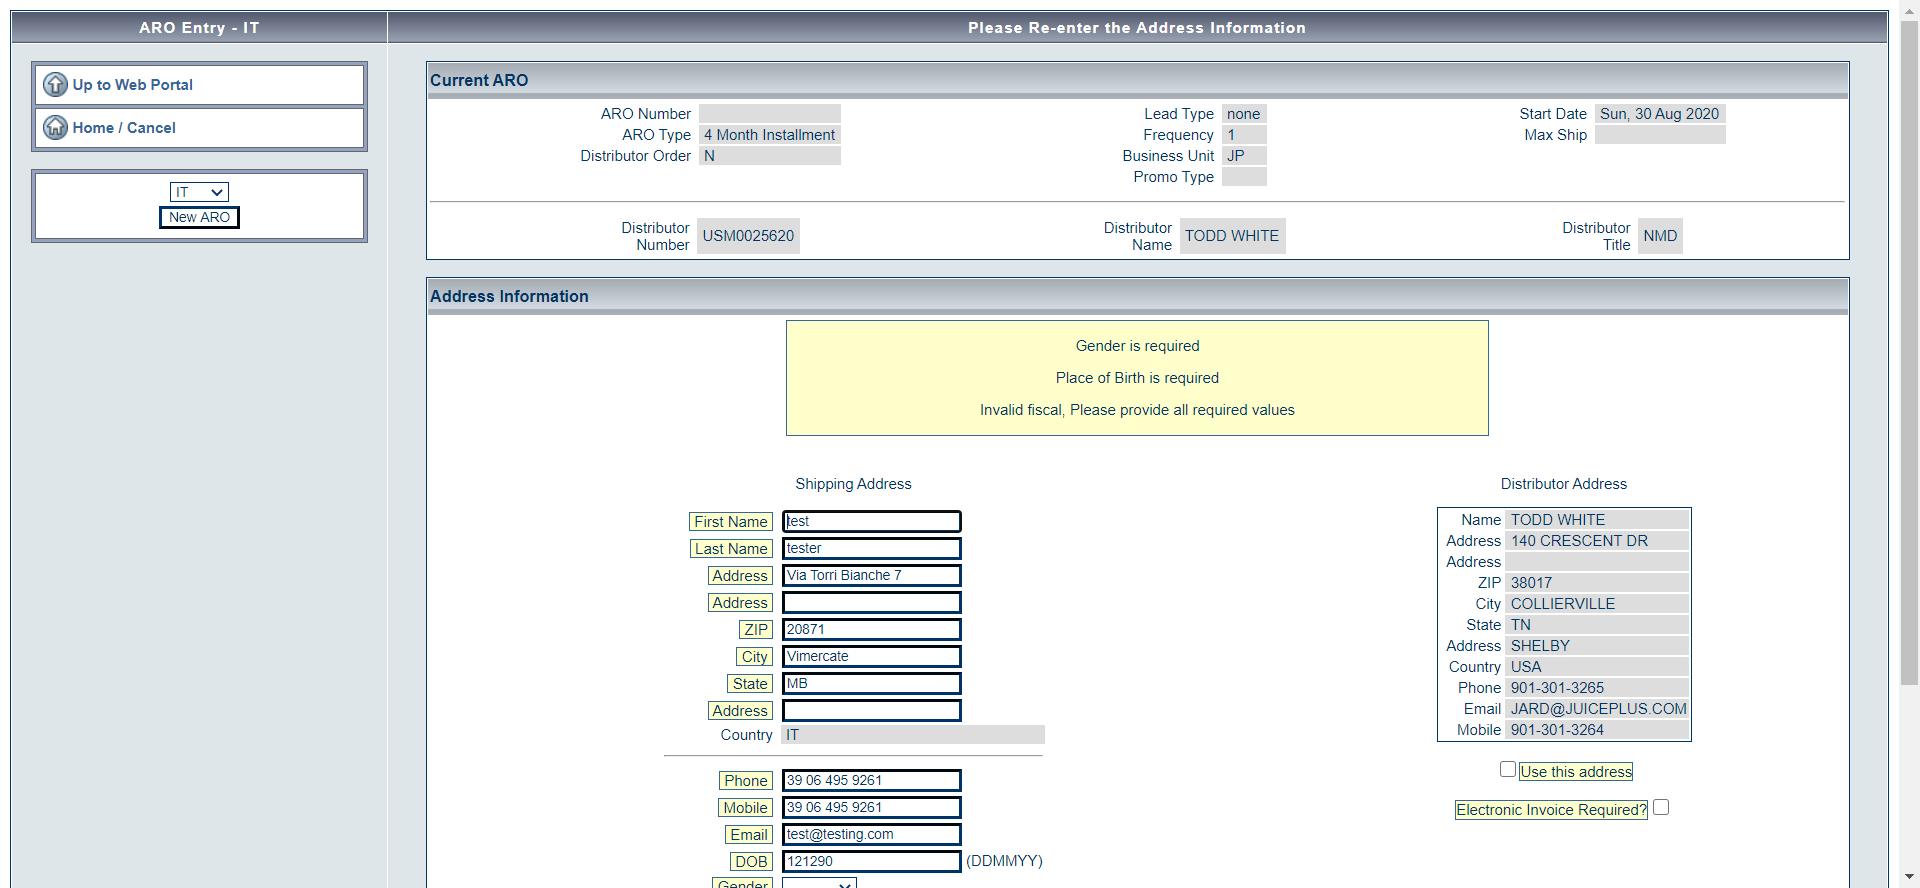 ARO Entry - IT
Please Re-enter the Address Information
Up to Web Portal
Home / Cancel
IT
New ARO
Current ARO
ARO Number
Lead Type none
Start Date Sun, 30 Aug 2020
ARO Type 4 Month Installment
Frequency 1
Max Ship
Distributor Order N
Business Unit JP
Promo Type
Distributor Number USM0025620
Distributor Name TODD WHITE
Distributor Title NMD
Address Information
Gender is required
Place of Birth is required
Invalid fiscal, Please provide all required values
Shipping Address
First Name test
Last Name tester
Address Via Torri Bianche 7
Address
ZIP 20871
City Vimercate
State MB
Address
Country IT
Phone 39 06 495 9261
Mobile 39 06 495 9261
Email test@testing.com
DOB 121290 (DDMMYY)
Gender
Distributor Address
Name TODD WHITE
Address 140 CRESCENT DR
Address
ZIP 38017
City COLLIERVILLE
State TN
Address SHELBY
Country USA
Phone 901-301-3265
Email JARD@JUICEPLUS.COM
Mobile 901-301-3264
Use this address
Electronic Invoice Required?